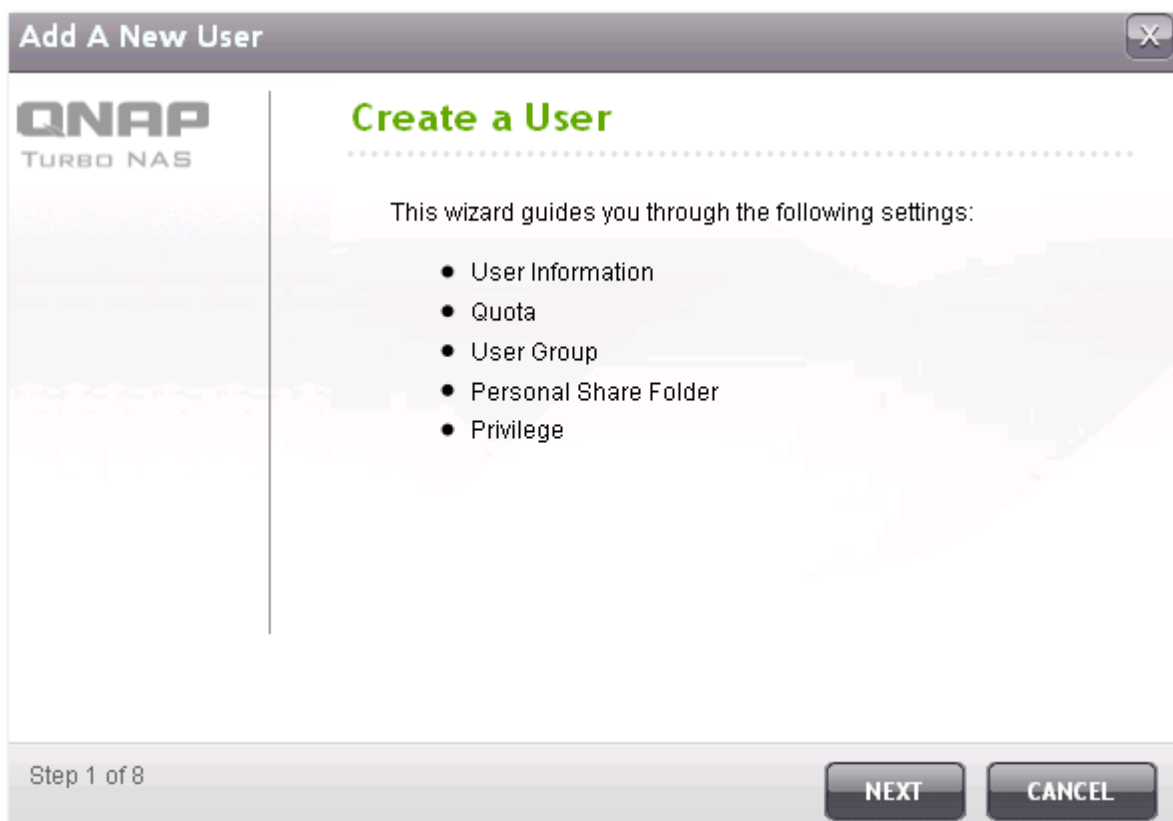 Add A New User
X
QNAP
TURBO NAS
Create a User
This wizard guides you through the following settings:
User Information
Quota
User Group
Personal Share Folder
Privilege
Step 1 of 8
NEXT
CANCEL